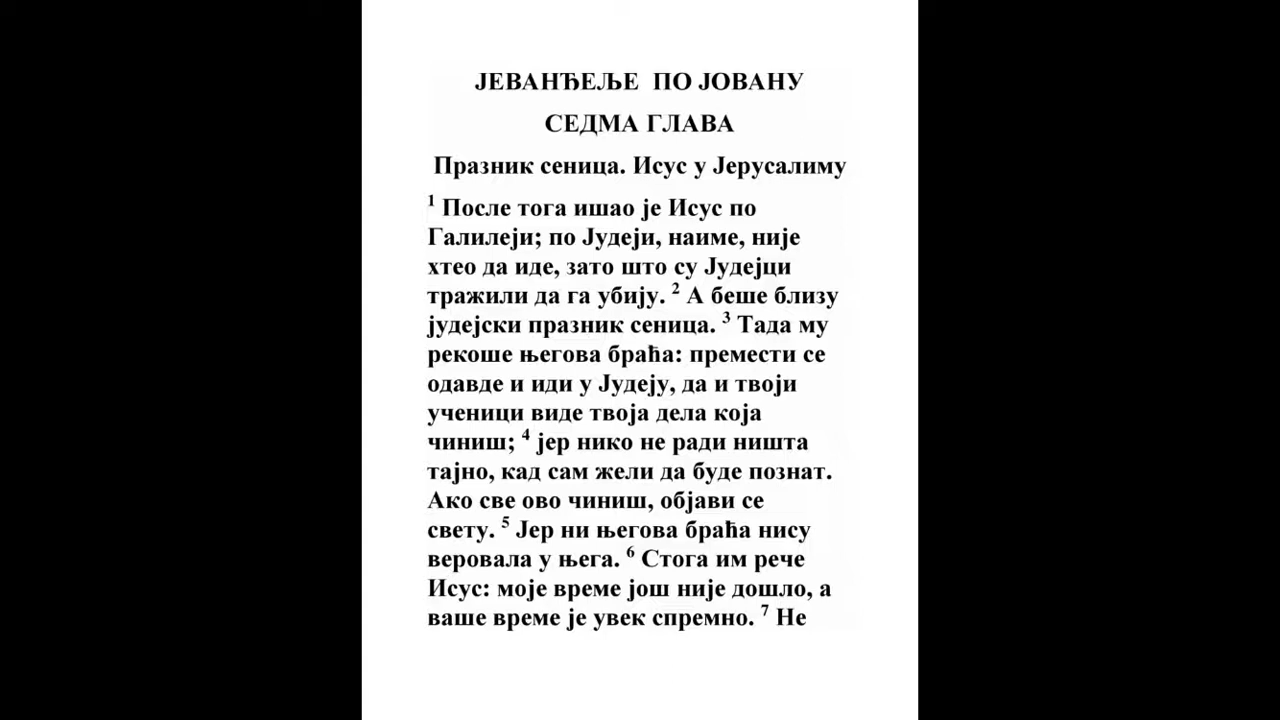 ЈЕВАНЂЕЉЕ ПО ЈОВАНУ
СЕДМА ГЛАВА
Празник сеница. Исус у Јерусалиму
1 После тога ишао је Исус по
Галилеји; по Јудеји, наиме, није
хтео да иде, зато што су Јудејци
тражили да га убију. 2 А беше близу
јудејски празник сеница. 3 Тада му
рекоше његова браћа: премести се
одавде и иди у Јудеју, да и твоји
ученици виде твоја дела која
чиниш; 4 јер нико не ради ништа
тајно, кад сам жели да буде познат.
Ако све ово чиниш, објави се
свету. 5 Јер ни његова браћа нису
веровала у њега. 6 Стога им рече
Исус: моје време још није дошло, а
ваше време је увек спремно. 7 Не